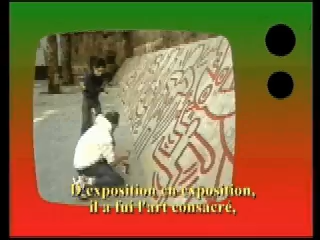 D'exposition en exposition,
il a fui l'art consacré,